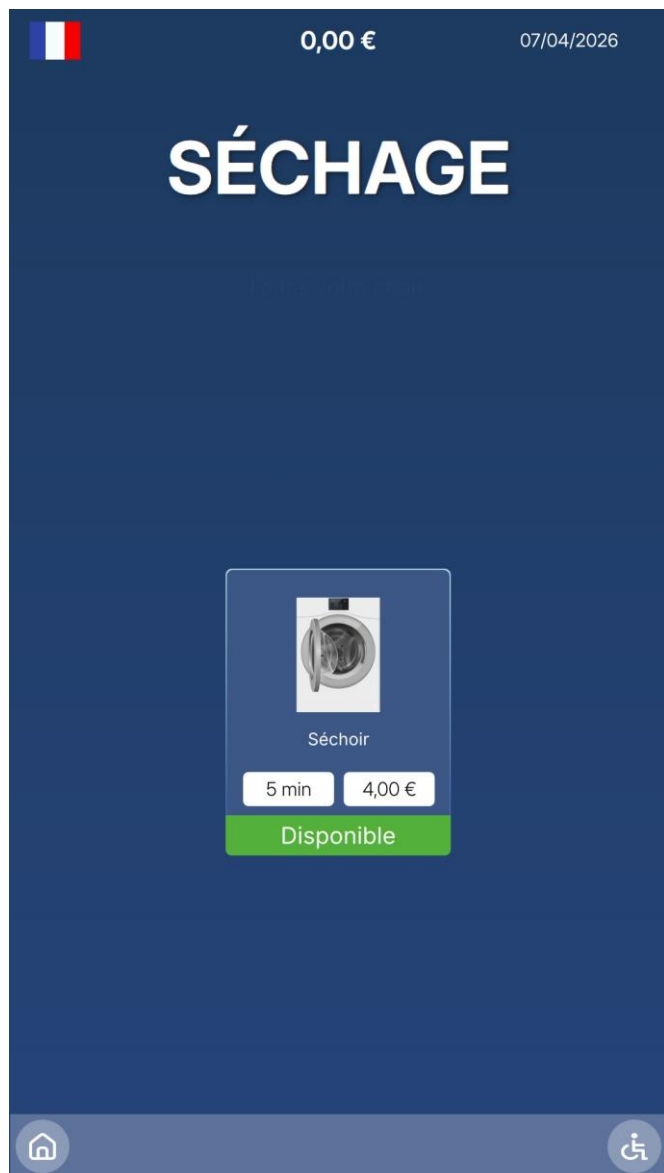 0,00 €
07/04/2026
SÉCHAGE
Séchoir
5 min
4,00 €
Disponible